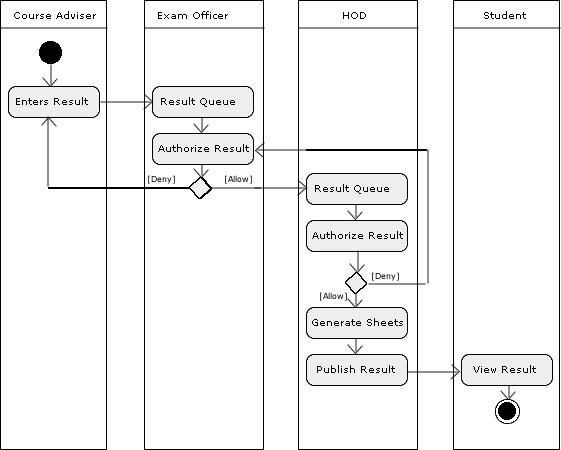 Course Adviser
Exam Officer
HOD
Student
Enters Result
Result Queue
Authorize Result
[Deny]
[Allow]
Result Queue
Authorize Result
[Deny]
[Allow]
Generate Sheets
Publish Result
View Result